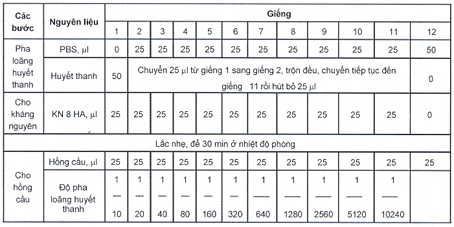 Các bước Nguyên liệu Giếng
1 2 3 4 5 6 7 8 9 10 11 12
Pha loãng huyết thanh PBS, µl 0 25 25 25 25 25 25 25 25 25 25 50
Huyết thanh 50 Chuyển 25 µl từ giếng 1 sang giếng 2, trộn đều, chuyển tiếp tục đến giếng 11 rồi hút bỏ 25 µl 0
Cho kháng nguyên KN 8 HA, µl 25 25 25 25 25 25 25 25 25 25 25 0
Lắc nhẹ, để 30 min ở nhiệt độ phòng
Cho hồng cầu Hồng cầu, µl 25 25 25 25 25 25 25 25 25 25 25 25
Độ pha loãng huyết thanh 1/10 1/20 1/40 1/80 1/160 1/320 1/640 1/1280 1/2560 1/5120 1/10240